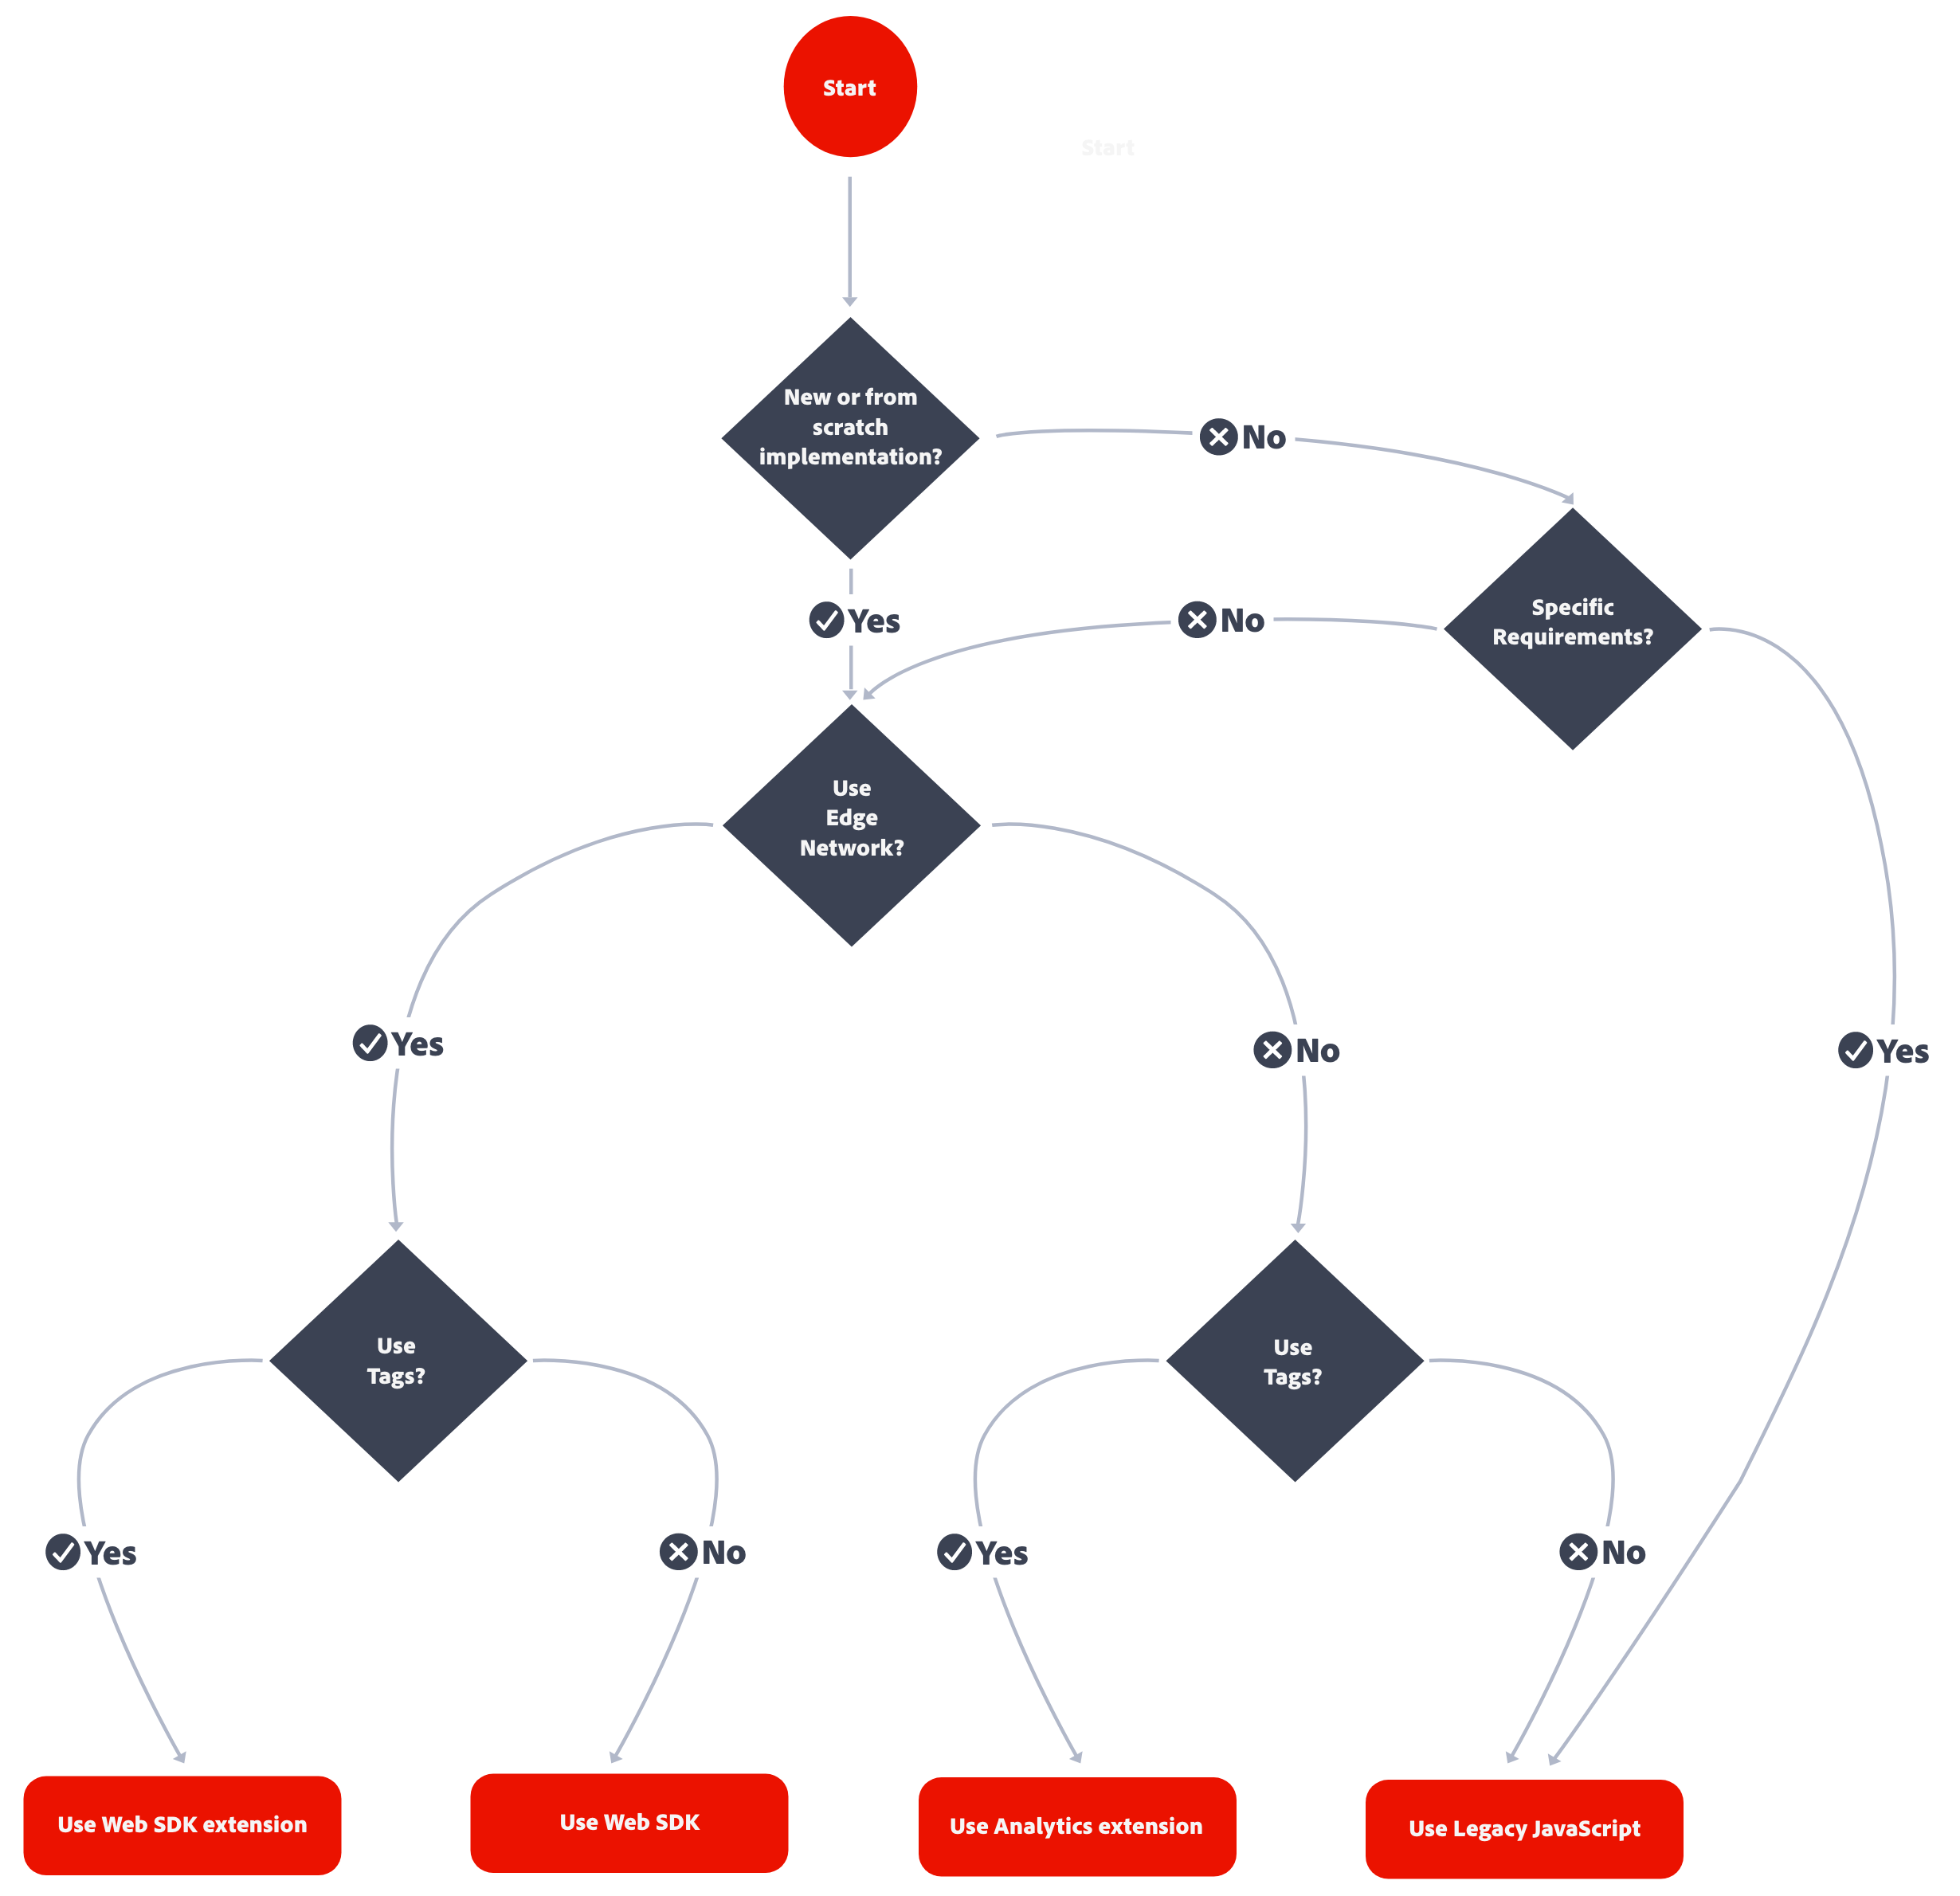 Start
Start
New or from
scratch
implementation?
No
Specific
Requirements?
Yes
No
Use
Edge
Network?
Yes
No
Yes
Use
Tags?
Use
Tags?
Yes
No
Yes
No
Use Web SDK extension
Use Web SDK
Use Analytics extension
Use Legacy JavaScript